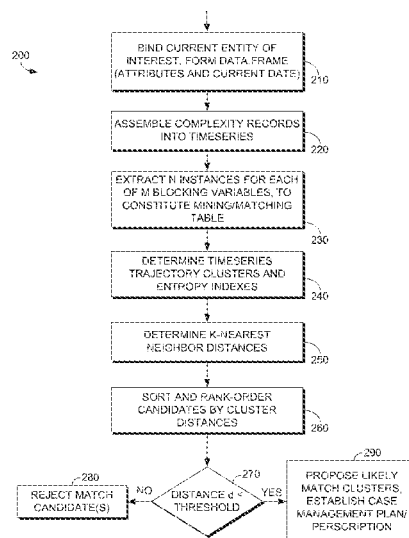 200
BIND CURRENT ENTITY OF
INTEREST, FORM DATA FRAME
(ATTRIBUTES AND CURRENT DATE)
210
ASSEMBLE COMPLEXITY RECORDS
INTO TIMESERIES
220
EXTRACT N INSTANCES FOR EACH
OF M BLOCKING VARIABLES, TO
CONSTITUTE MINING/MATCHING
TABLE
230
DETERMINE TIMESERIES
TRAJECTORY CLUSTERS AND
ENTROPY INDEXES
240
DETERMINE K-NEAREST
NEIGHBOR DISTANCES
250
SORT AND RANK-ORDER
CANDIDATES BY CLUSTER
DISTANCES
260
270
DISTANCE d <
THRESHOLD
NO
YES
280
REJECT MATCH
CANDIDATE(S)
290
PROPOSE LIKELY
MATCH CLUSTERS,
ESTABLISH CASE
MANAGEMENT PLAN/
PERSCRIPTION